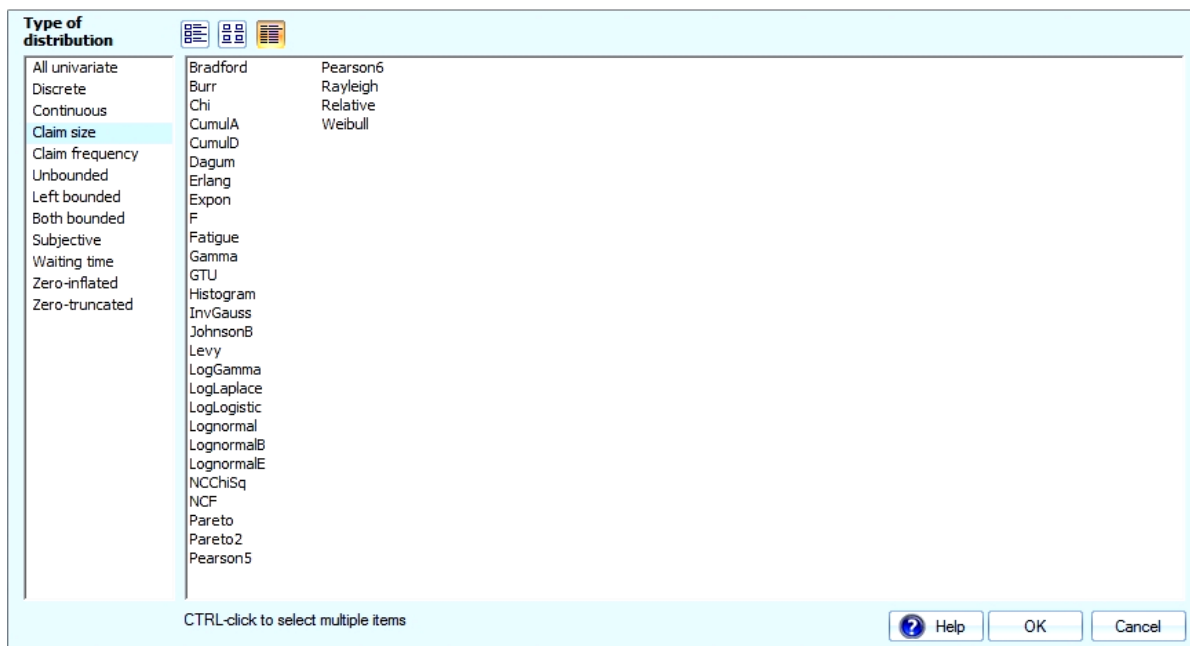 Type of
distribution
All univariate
Discrete
Continuous
Claim size
Claim frequency
Unbounded
Left bounded
Both bounded
Subjective
Waiting time
Zero-inflated
Zero-truncated
Bradford
Burr
Chi
CumulA
CumulD
Dagum
Erlang
Expon
F
Fatigue
Gamma
GTU
Histogram
InvGauss
JohnsonB
Levy
LogGamma
LogLaplace
LogLogistic
Lognormal
LognormalB
LognormalE
NCChiSq
NCF
Pareto
Pareto2
Pearson5
Pearson6
Rayleigh
Relative
Weibull
CTRL-click to select multiple items
? Help
OK
Cancel